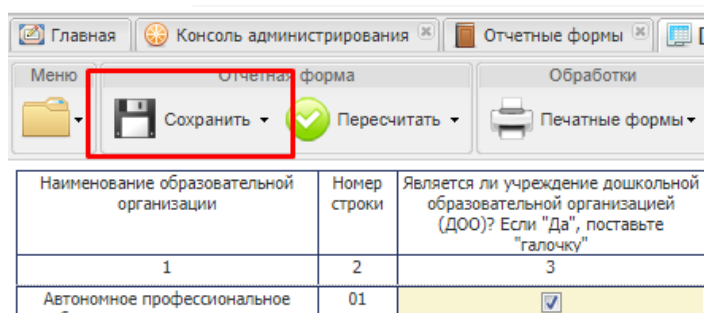 Главная Консоль администрирования Отчетные формы
Меню Отчетная форма Обработки
Сохранить Пересчитать Печатные формы
Наименование образовательной организации Номер строки Является ли учреждение дошкольной образовательной организацией (ДОО)? Если "Да", поставьте "галочку"
1 2 3
Автономное профессиональное 01